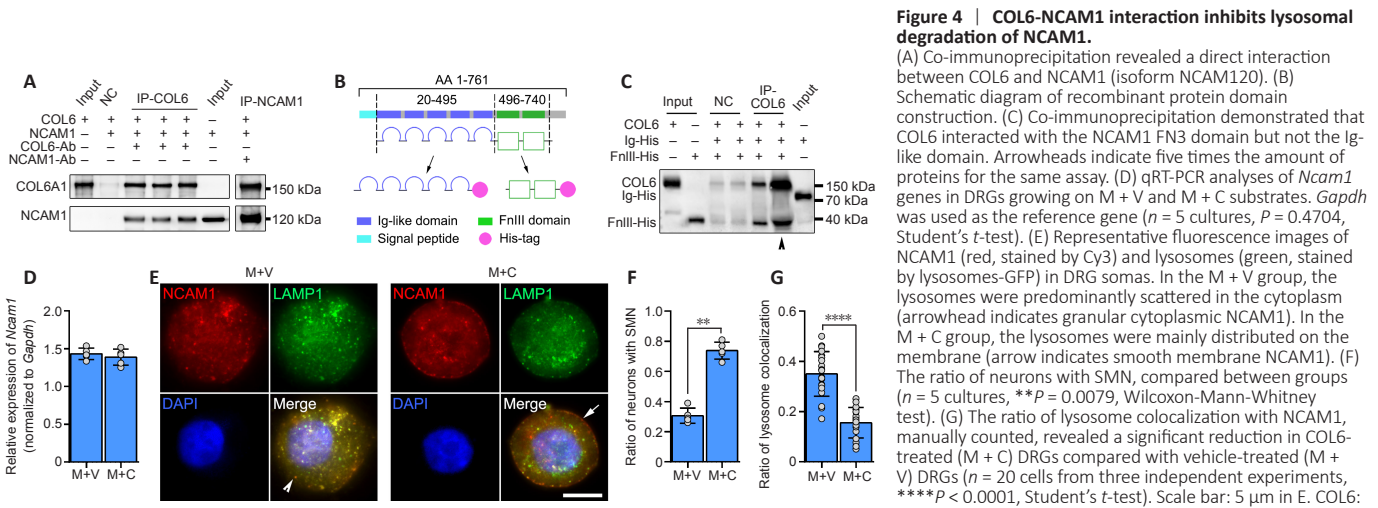 A
Input
NC
IP-COL6
Input
IP-NCAM1
COL6 + – + + + – +
NCAM1 – + + + + + +
COL6-Ab – – + + + – –
NCAM1-Ab – – – – – – +
COL6A1
150 kDa
NCAM1
120 kDa
B
AA 1-761
20-495
496-740
Ig-like domain
FnIII domain
Signal peptide
His-tag
C
Input
NC
IP-COL6
Input
COL6
Ig-His
FnIII-His
COL6
Ig-His
FnIII-His
150 kDa
70 kDa
40 kDa
D
Relative expression of Ncam1
(normalized to Gapdh)
2.0
1.5
1.0
0.5
0
M+V
M+C
E
M+V
M+C
NCAM1
LAMP1
NCAM1
LAMP1
DAPI
Merge
DAPI
Merge
F
Ratio of neurons with SMN
1.0
0.8
0.6
0.4
0.2
0
**
M+V
M+C
G
Ratio of lysosome colocalization
0.6
0.4
0.2
0
****
M+V
M+C
Figure 4 | COL6-NCAM1 interaction inhibits lysosomal
degradation of NCAM1.
(A) Co-immunoprecipitation revealed a direct interaction
between COL6 and NCAM1 (isoform NCAM120). (B)
Schematic diagram of recombinant protein domain
construction. (C) Co-immunoprecipitation demonstrated that
COL6 interacted with the NCAM1 FN3 domain but not the Ig-
like domain. Arrowheads indicate five times the amount of
proteins for the same assay. (D) qRT-PCR analyses of Ncam1
genes in DRGs growing on M + V and M + C substrates. Gapdh
was used as the reference gene (n = 5 cultures, P = 0.4704,
Student’s t-test). (E) Representative fluorescence images of
NCAM1 (red, stained by Cy3) and lysosomes (green, stained
by lysosomes-GFP) in DRG somas. In the M + V group, the
lysosomes were predominantly scattered in the cytoplasm
(arrowhead indicates granular cytoplasmic NCAM1). In the
M + C group, the lysosomes were mainly distributed on the
membrane (arrow indicates smooth membrane NCAM1). (F)
The ratio of neurons with SMN, compared between groups
(n = 5 cultures, **P = 0.0079, Wilcoxon-Mann-Whitney
test). (G) The ratio of lysosome colocalization with NCAM1,
manually counted, revealed a significant reduction in COL6-
treated (M + C) DRGs compared with vehicle-treated (M +
V) DRGs (n = 20 cells from three independent experiments,
****P < 0.0001, Student’s t-test). Scale bar: 5 μm in E. COL6: